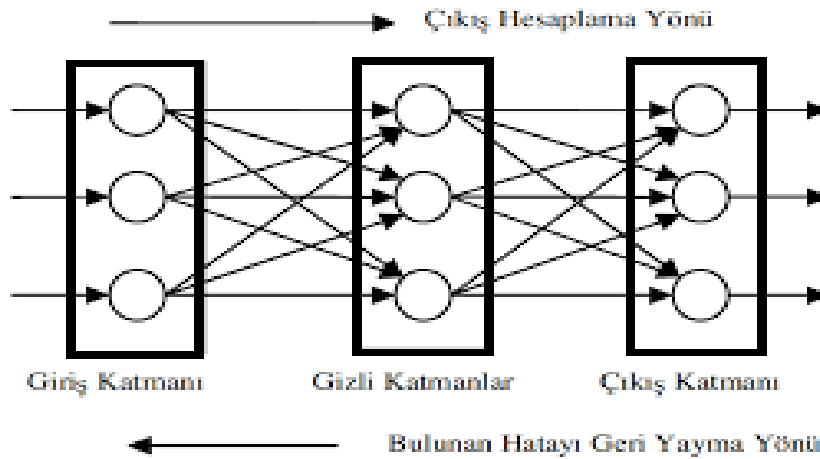 Çıkış Hesaplama Yönü
Giriş Katmanı
Gizli Katmanlar
Çıkış Katmanı
Bulunan Hatayı Geri Yayma Yönü